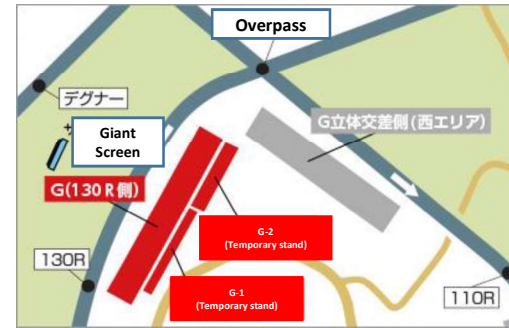 Overpass
デグナー
Giant
Screen
G立体交差側(西エリア)
G(130R側)
G-2
(Temporary stand)
130R
G-1
(Temporary stand)
110R